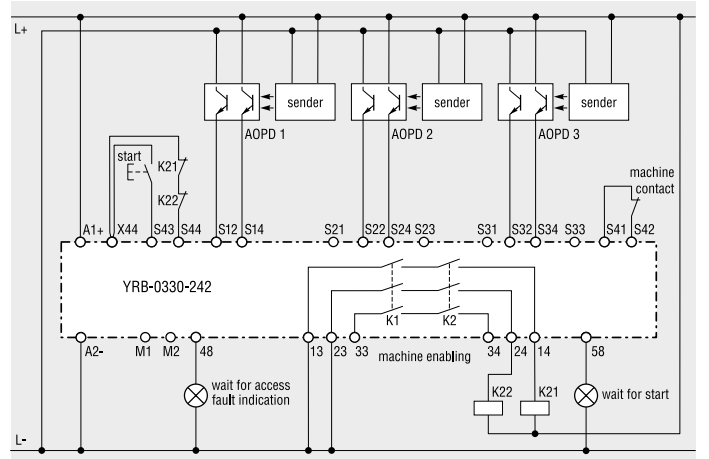 L+
sender
sender
sender
AOPD 1
AOPD 2
AOPD 3
start
K21
K22
machine
contact
A1+
X44
S43
S44
S12
S14
S21
S22
S24
S23
S31
S32
S34
S33
S41
S42
YRB-0330-242
K1
K2
A2-
M1
M2
48
13
23
33
machine enabling
34
24
14
58
wait for access
fault indication
K22
K21
wait for start
L-